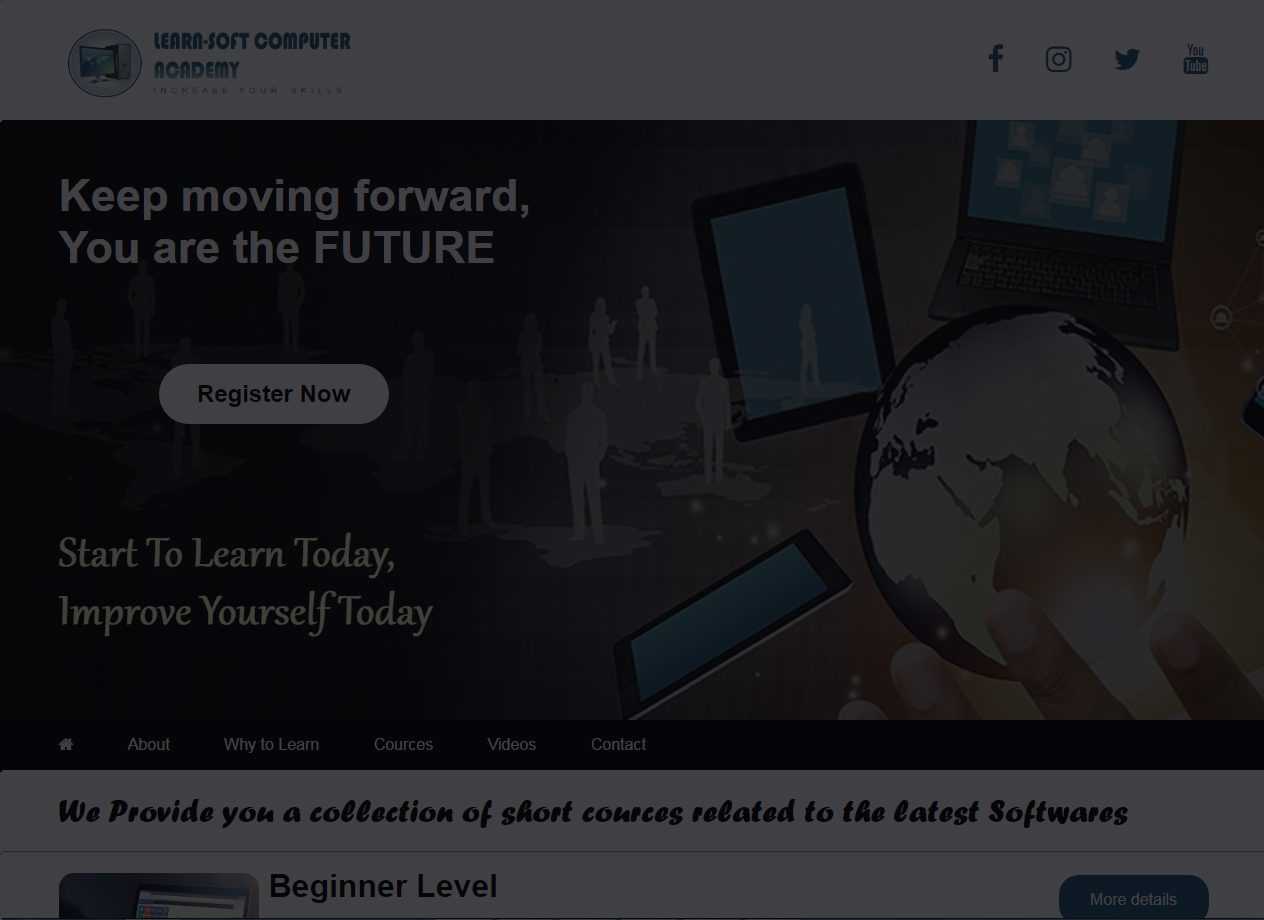 LEARN-SOFT COMPUTER
ACADEMY
INCREASE YOUR SKILLS
You
Tube
Keep moving forward,
You are the FUTURE
Register Now
Start To Learn Today,
Improve Yourself Today
About Why to Learn Cources Videos Contact
We Provide you a collection of short cources related to the latest Softwares
Beginner Level
More details